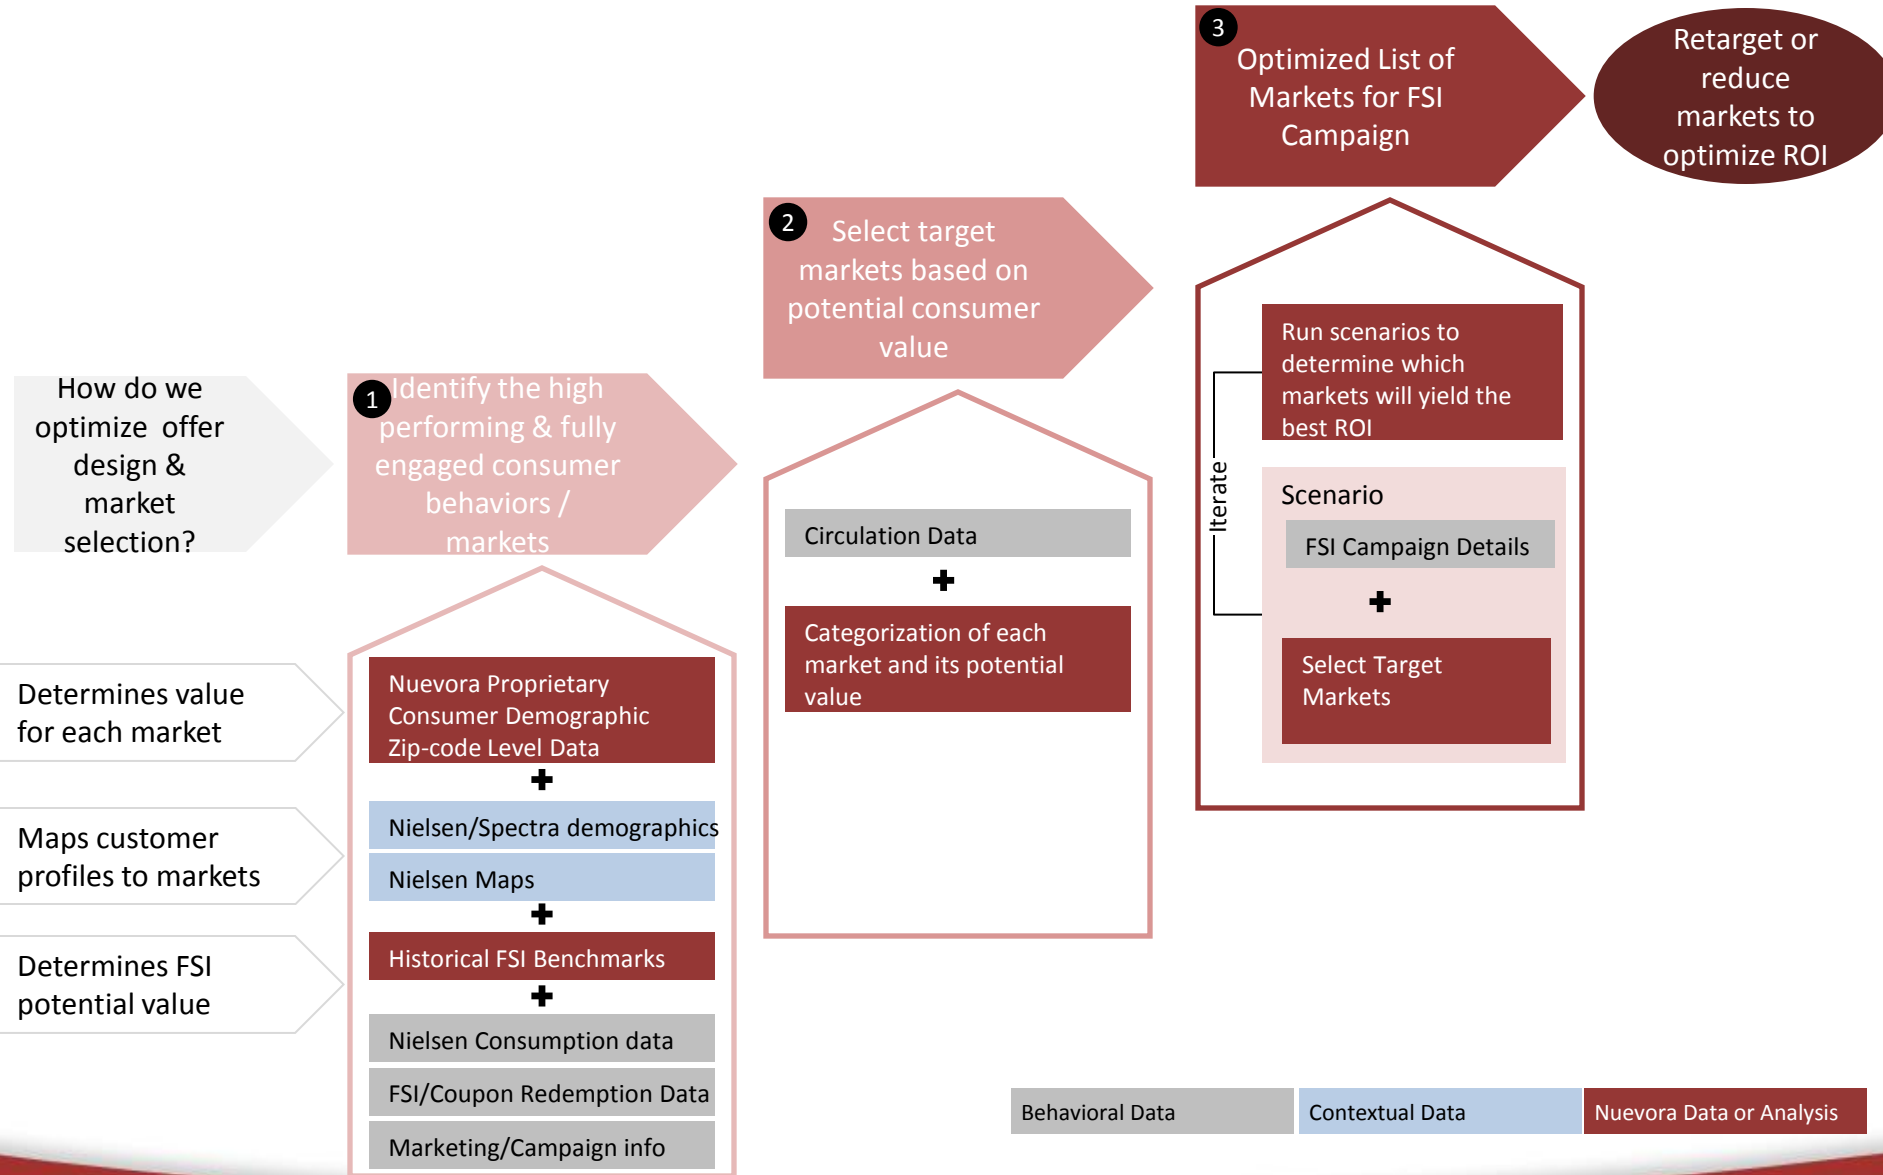 How do we
optimize  offer
design &
market
selection?
Determines value
for each market
Maps customer
profiles to markets
Determines FSI
potential value
1
Identify the high
performing & fully
engaged consumer
behaviors /
markets
Nuevora Proprietary
Consumer Demographic
Zip-code Level Data
+
Nielsen/Spectra demographics
Nielsen Maps
+
Historical FSI Benchmarks
+
Nielsen Consumption data
FSI/Coupon Redemption Data
Marketing/Campaign info
2
Select target
markets based on
potential consumer
value
Circulation Data
+
Categorization of each
market and its potential
value
3
Optimized List of
Markets for FSI
Campaign
Run scenarios to
determine which
markets will yield the
best ROI
Iterate
Scenario
FSI Campaign Details
+
Select Target
Markets
Retarget or
reduce
markets to
optimize ROI
Behavioral Data
Contextual Data
Nuevora Data or Analysis